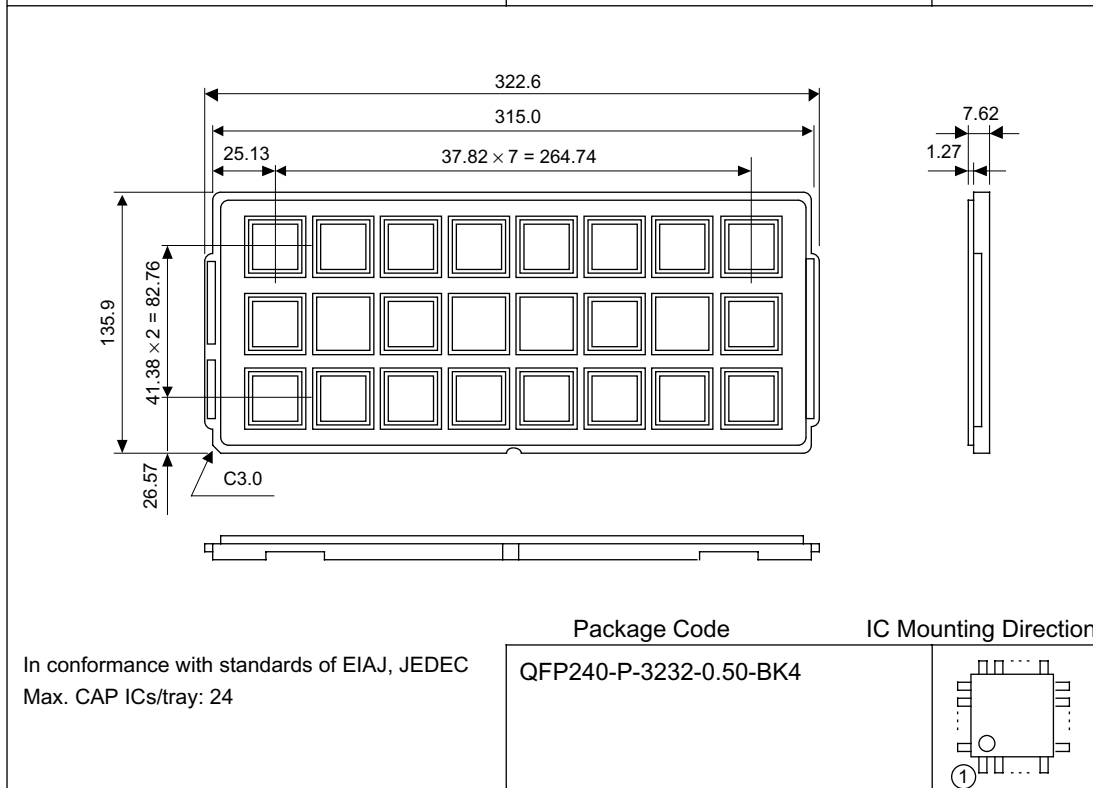 322.6
315.0
7.62
25.13
37.82 × 7 = 264.74
1.27
135.9
41.38 × 2 = 82.76
26.57
C3.0
Package Code
IC Mounting Direction
In conformance with standards of EIAJ, JEDEC
Max. CAP ICs/tray: 24
QFP240-P-3232-0.50-BK4
1